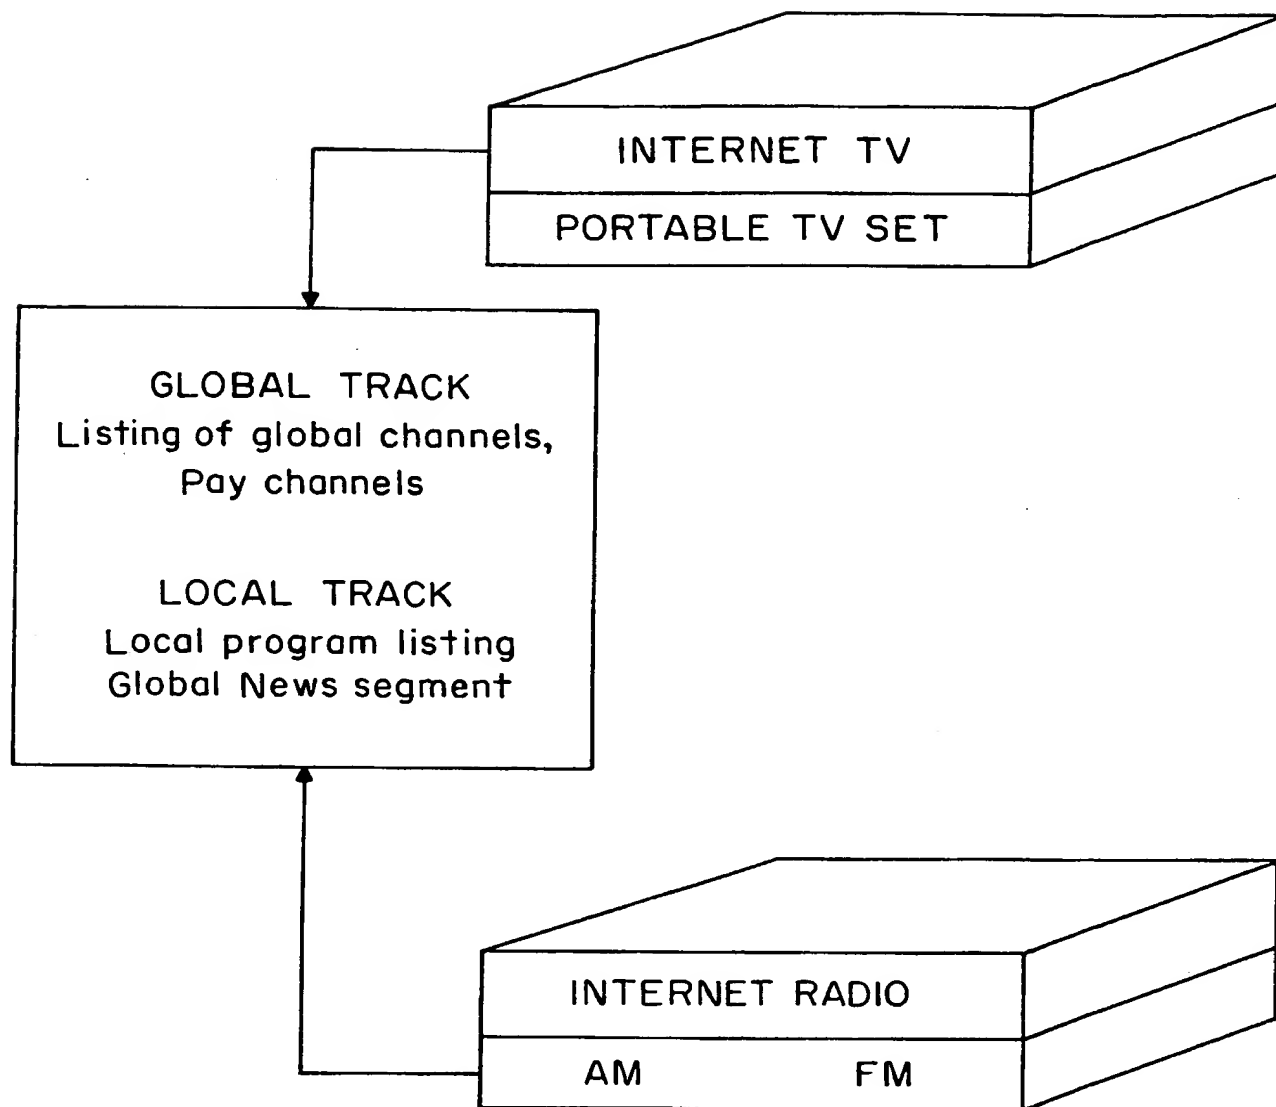 INTERNET TV
PORTABLE TV SET
GLOBAL TRACK
Listing of global channels,
Pay channels
LOCAL TRACK
Local program listing
Global News segment
INTERNET RADIO
AM FM